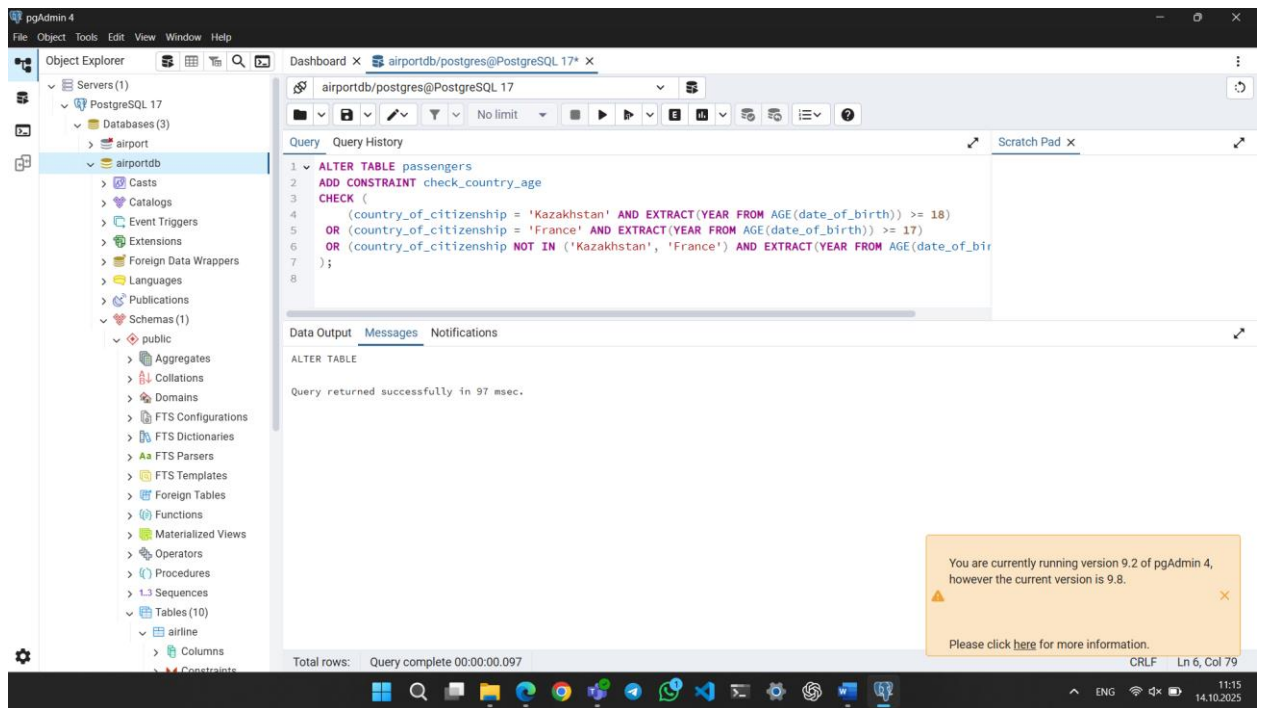 pgAdmin 4
File Object Tools Edit View Window Help
Object Explorer
Dashboard
airportdb/postgres@PostgreSQL 17*
Servers (1)
PostgreSQL 17
Databases (3)
airport
airportdb
Casts
Catalogs
Event Triggers
Extensions
Foreign Data Wrappers
Languages
Publications
Schemas (1)
public
Aggregates
Collations
Domains
FTS Configurations
FTS Dictionaries
FTS Parsers
FTS Templates
Foreign Tables
Functions
Materialized Views
Operators
Procedures
1..3 Sequences
Tables (10)
airline
Columns
Constraints
airportdb/postgres@PostgreSQL 17
No limit
Query Query History
Scratch Pad
1 ALTER TABLE passengers
2 ADD CONSTRAINT check_country_age
3 CHECK (
4 (country_of_citizenship = 'Kazakhstan' AND EXTRACT(YEAR FROM AGE(date_of_birth)) >= 18)
5 OR (country_of_citizenship = 'France' AND EXTRACT(YEAR FROM AGE(date_of_birth)) >= 17)
6 OR (country_of_citizenship NOT IN ('Kazakhstan', 'France') AND EXTRACT(YEAR FROM AGE(date_of_bir
7 );
8
Data Output Messages Notifications
ALTER TABLE
Query returned successfully in 97 msec.
You are currently running version 9.2 of pgAdmin 4,
however the current version is 9.8.
Please click here for more information.
Total rows: Query complete 00:00:00.097
CRLF Ln 6, Col 79
ENG
11:15
14.10.2025